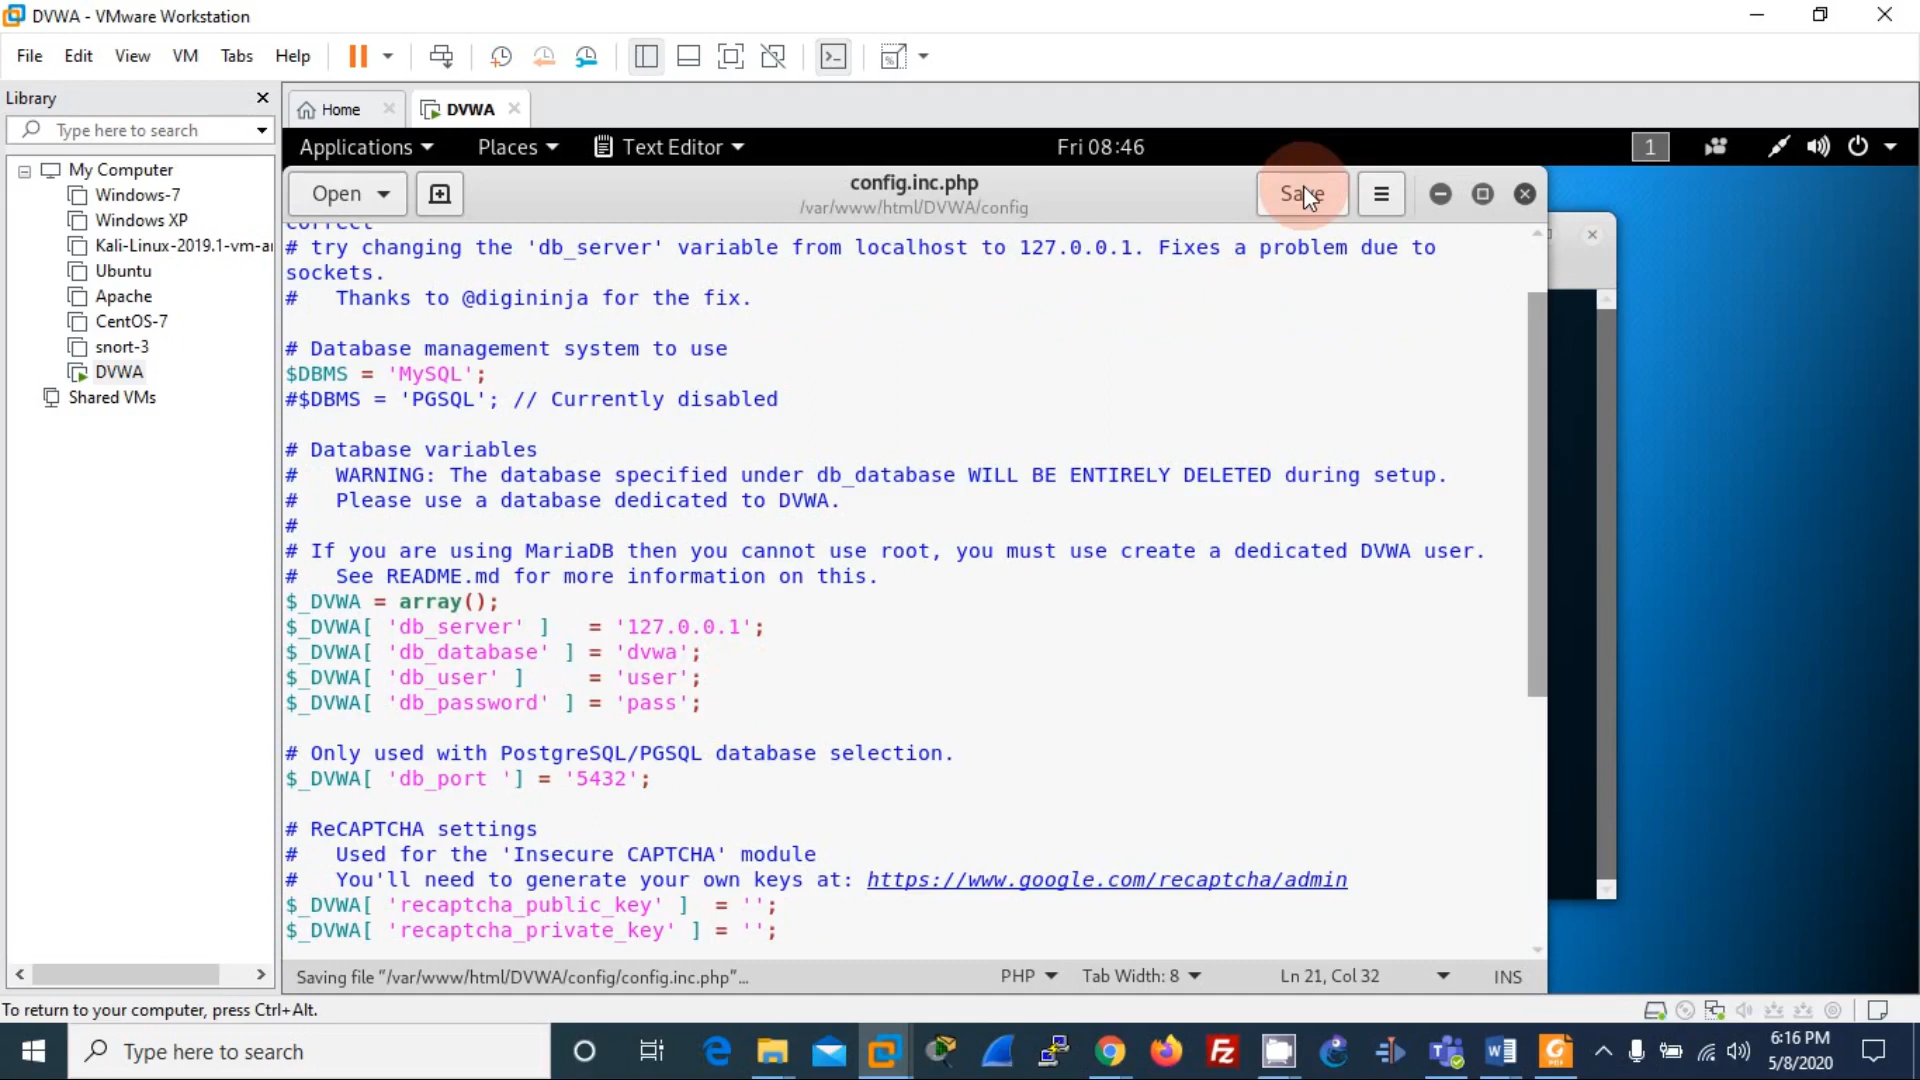 DVWA - VMware Workstation
File Edit View VM Tabs Help
Library
Type here to search
My Computer
Windows-7
Windows XP
Kali-Linux-2019.1-vm-a
Ubuntu
Apache
CentOS-7
snort-3
DVWA
Shared VMs
Home
DVWA
Applications Places Text Editor Fri 08:46 1
Open config.inc.php Save
/var/www/html/DVWA/config
correct
# try changing the 'db_server' variable from localhost to 127.0.0.1. Fixes a problem due to
sockets.
#   Thanks to @digininja for the fix.
# Database management system to use
$DBMS = 'MySQL';
#$DBMS = 'PGSQL'; // Currently disabled
# Database variables
#   WARNING: The database specified under db_database WILL BE ENTIRELY DELETED during setup.
#   Please use a database dedicated to DVWA.
#
# If you are using MariaDB then you cannot use root, you must use create a dedicated DVWA user.
#   See README.md for more information on this.
$_DVWA = array();
$_DVWA[ 'db_server' ]   = '127.0.0.1';
$_DVWA[ 'db_database' ] = 'dvwa';
$_DVWA[ 'db_user' ]     = 'user';
$_DVWA[ 'db_password' ] = 'pass';
# Only used with PostgreSQL/PGSQL database selection.
$_DVWA[ 'db_port '] = '5432';
# ReCAPTCHA settings
#   Used for the 'Insecure CAPTCHA' module
#   You'll need to generate your own keys at: https://www.google.com/recaptcha/admin
$_DVWA[ 'recaptcha_public_key' ]  = '';
$_DVWA[ 'recaptcha_private_key' ] = '';
Saving file "/var/www/html/DVWA/config/config.inc.php"… PHP Tab Width: 8 Ln 21, Col 32 INS
To return to your computer, press Ctrl+Alt.
Type here to search
6:16 PM
5/8/2020